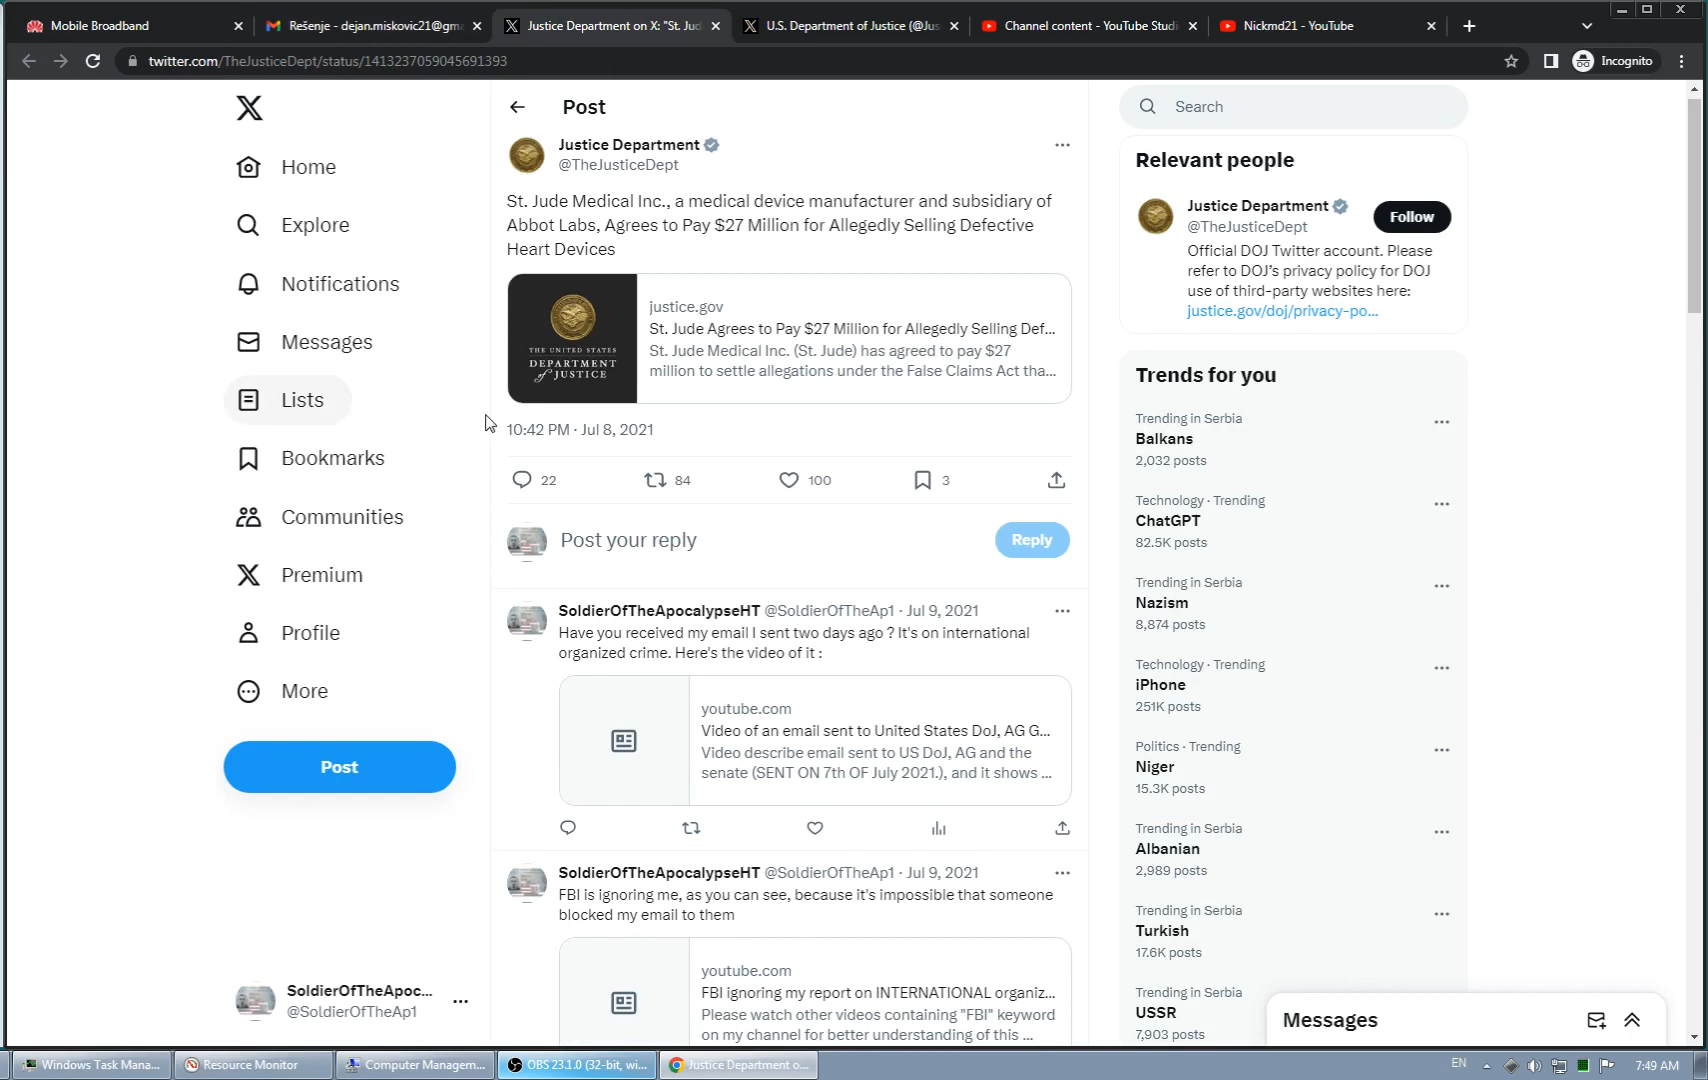 Mobile Broadband
Rešenje - dejan.miskovic21@gma
Justice Department on X: "St. Jud
U.S. Department of Justice (@Jus
Channel content - YouTube Studi
Nickmd21 - YouTube
twitter.com/TheJusticeDept/status/1413237059045691393
Incognito
Home
Explore
Notifications
Messages
Lists
Bookmarks
Communities
Premium
Profile
More
Post
SoldierOfTheApoc...
@SoldierOfTheAp1
Post
Justice Department
@TheJusticeDept
St. Jude Medical Inc., a medical device manufacturer and subsidiary of
Abbot Labs, Agrees to Pay $27 Million for Allegedly Selling Defective
Heart Devices
THE UNITED STATES
DEPARTMENT
of JUSTICE
justice.gov
St. Jude Agrees to Pay $27 Million for Allegedly Selling Def...
St. Jude Medical Inc. (St. Jude) has agreed to pay $27
million to settle allegations under the False Claims Act tha...
10:42 PM · Jul 8, 2021
22
84
100
3
Post your reply
Reply
SoldierOfTheApocalypseHT @SoldierOfTheAp1 · Jul 9, 2021
Have you received my email I sent two days ago ? It's on international
organized crime. Here's the video of it :
youtube.com
Video of an email sent to United States DoJ, AG G...
Video describe email sent to US DoJ, AG and the
senate (SENT ON 7th OF July 2021.), and it shows ...
SoldierOfTheApocalypseHT @SoldierOfTheAp1 · Jul 9, 2021
FBI is ignoring me, as you can see, because it's impossible that someone
blocked my email to them
youtube.com
FBI ignoring my report on INTERNATIONAL organiz...
Please watch other videos containing "FBI" keyword
on my channel for better understanding of this ...
Search
Relevant people
Justice Department
@TheJusticeDept
Follow
Official DOJ Twitter account. Please
refer to DOJ's privacy policy for DOJ
use of third-party websites here:
justice.gov/doj/privacy-po...
Trends for you
Trending in Serbia
Balkans
2,032 posts
Technology · Trending
ChatGPT
82.5K posts
Trending in Serbia
Nazism
8,874 posts
Technology · Trending
iPhone
251K posts
Politics · Trending
Niger
15.3K posts
Trending in Serbia
Albanian
2,989 posts
Trending in Serbia
Turkish
17.6K posts
Trending in Serbia
USSR
7,903 posts
Messages
Windows Task Mana...
Resource Monitor
Computer Managem...
OBS 23.1.0 (32-bit, wi...
Justice Department o...
EN
7:49 AM